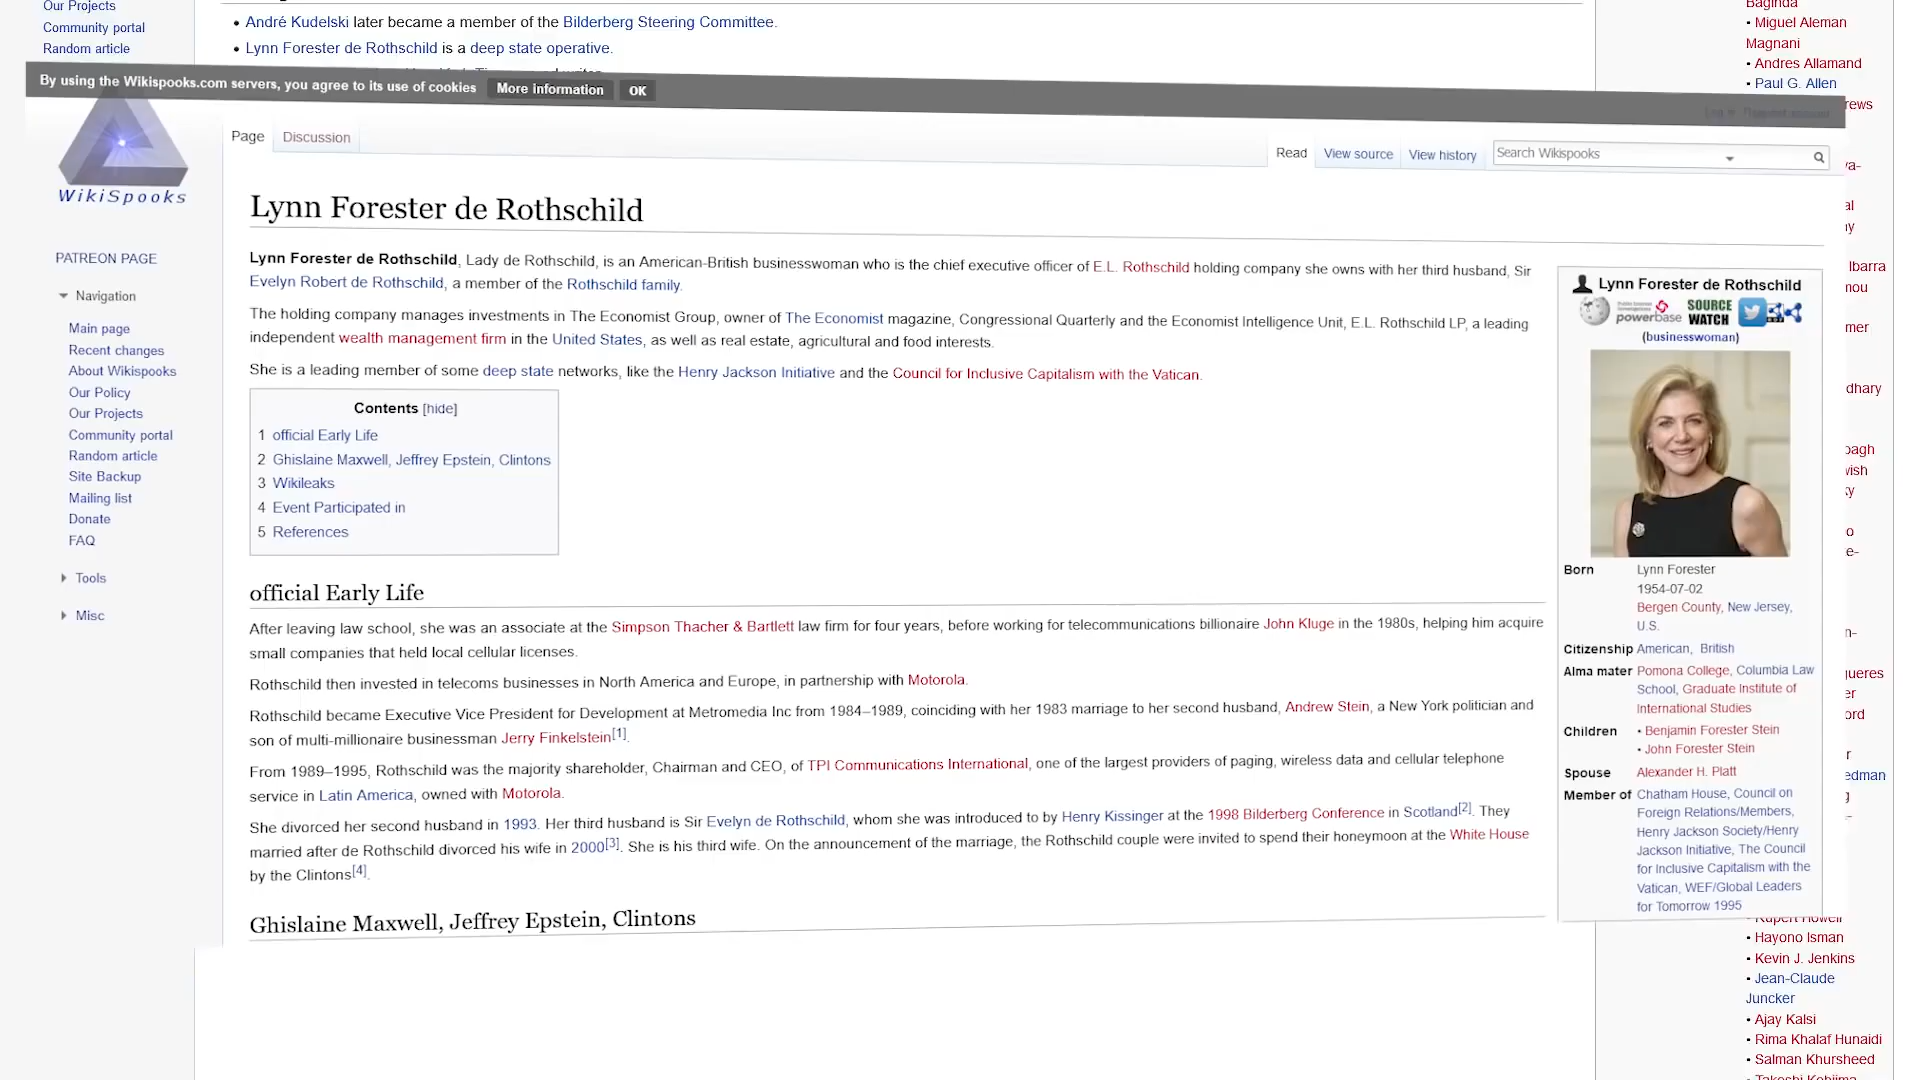 Our Projects
Community portal
Random article
• André Kudelski later became a member of the Bilderberg Steering Committee.
• Lynn Forester de Rothschild is a deep state operative.
Baginda
• Miguel Aleman
Magnani
• Andres Allamand
• Paul G. Allen
By using the Wikispooks.com servers, you agree to its use of cookies More information OK
WikiSpooks
Page Discussion
Read View source View history Search Wikispooks
Lynn Forester de Rothschild
PATREON PAGE
Navigation
Main page
Recent changes
About Wikispooks
Our Policy
Our Projects
Community portal
Random article
Site Backup
Mailing list
Donate
FAQ
Tools
Misc
Lynn Forester de Rothschild, Lady de Rothschild, is an American-British businesswoman who is the chief executive officer of E.L. Rothschild holding company she owns with her third husband, Sir
Evelyn Robert de Rothschild, a member of the Rothschild family.
The holding company manages investments in The Economist Group, owner of The Economist magazine, Congressional Quarterly and the Economist Intelligence Unit, E.L. Rothschild LP, a leading
independent wealth management firm in the United States, as well as real estate, agricultural and food interests.
She is a leading member of some deep state networks, like the Henry Jackson Initiative and the Council for Inclusive Capitalism with the Vatican.
Contents [hide]
1 official Early Life
2 Ghislaine Maxwell, Jeffrey Epstein, Clintons
3 Wikileaks
4 Event Participated in
5 References
official Early Life
After leaving law school, she was an associate at the Simpson Thacher & Bartlett law firm for four years, before working for telecommunications billionaire John Kluge in the 1980s, helping him acquire
small companies that held local cellular licenses.
Rothschild then invested in telecoms businesses in North America and Europe, in partnership with Motorola.
Rothschild became Executive Vice President for Development at Metromedia Inc from 1984–1989, coinciding with her 1983 marriage to her second husband, Andrew Stein, a New York politician and
son of multi-millionaire businessman Jerry Finkelstein[1].
From 1989–1995, Rothschild was the majority shareholder, Chairman and CEO, of TPI Communications International, one of the largest providers of paging, wireless data and cellular telephone
service in Latin America, owned with Motorola.
She divorced her second husband in 1993. Her third husband is Sir Evelyn de Rothschild, whom she was introduced to by Henry Kissinger at the 1998 Bilderberg Conference in Scotland[2]. They
married after de Rothschild divorced his wife in 2000[3]. She is his third wife. On the announcement of the marriage, the Rothschild couple were invited to spend their honeymoon at the White House
by the Clintons[4].
Ghislaine Maxwell, Jeffrey Epstein, Clintons
Lynn Forester de Rothschild
powerbase SOURCE WATCH
(businesswoman)
Born Lynn Forester
1954-07-02
Bergen County, New Jersey,
U.S.
Citizenship American, British
Alma mater Pomona College, Columbia Law
School, Graduate Institute of
International Studies
Children • Benjamin Forester Stein
• John Forester Stein
Spouse Alexander H. Platt
Member of Chatham House, Council on
Foreign Relations/Members,
Henry Jackson Society/Henry
Jackson Initiative, The Council
for Inclusive Capitalism with the
Vatican, WEF/Global Leaders
for Tomorrow 1995
• Hayono Isman
• Kevin J. Jenkins
• Jean-Claude
Juncker
• Ajay Kalsi
• Rima Khalaf Hunaidi
• Salman Khursheed